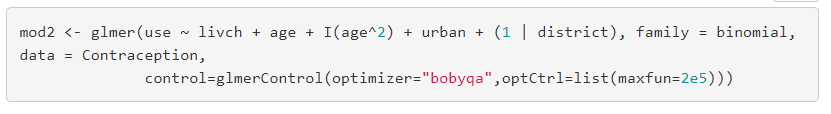 mod2 <- glmer(use ~ livch + age + I(age^2) + urban + (1 | district), family = binomial,
data = Contraception,
control=glmerControl(optimizer="bobyqa",optCtrl=list(maxfun=2e5)))